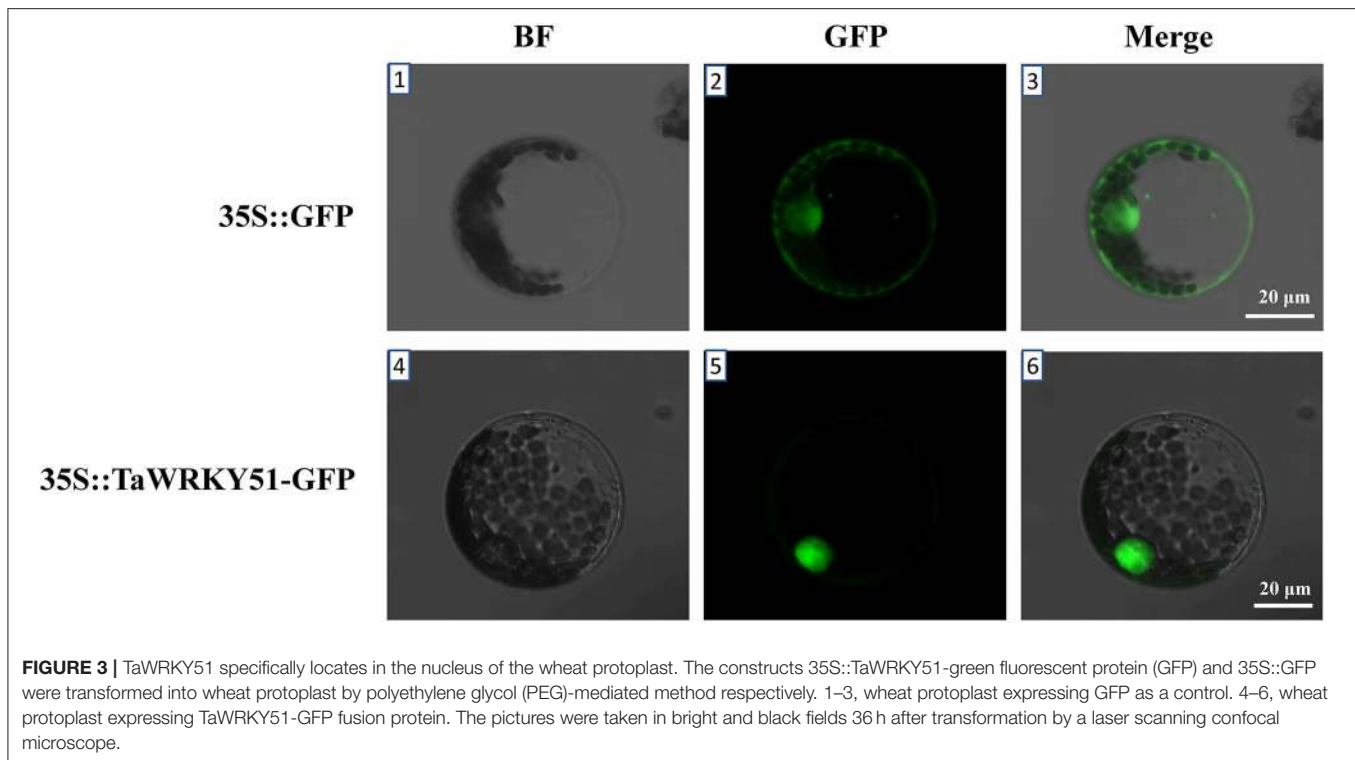 BF GFP Merge
1 2 3
35S::GFP
20 µm
4 5 6
35S::TaWRKY51-GFP
20 µm
FIGURE 3 | TaWRKY51 specifically locates in the nucleus of the wheat protoplast. The constructs 35S::TaWRKY51-green fluorescent protein (GFP) and 35S::GFP
were transformed into wheat protoplast by polyethylene glycol (PEG)-mediated method respectively. 1–3, wheat protoplast expressing GFP as a control. 4–6, wheat
protoplast expressing TaWRKY51-GFP fusion protein. The pictures were taken in bright and black fields 36 h after transformation by a laser scanning confocal
microscope.